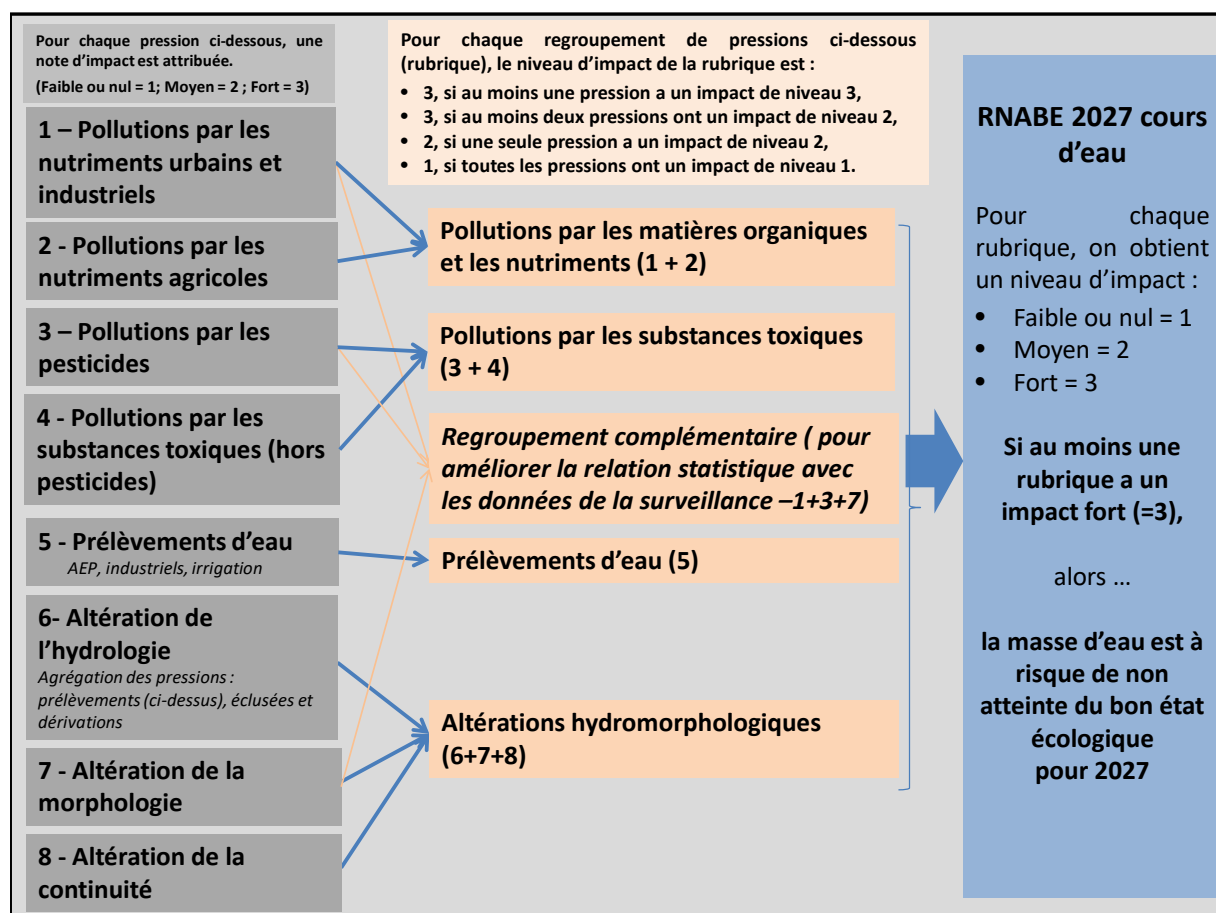 Pour chaque pression ci-dessous, une
note d'impact est attribuée.
(Faible ou nul = 1; Moyen = 2 ; Fort = 3)
1 – Pollutions par les
nutriments urbains et
industriels
2 - Pollutions par les
nutriments agricoles
3 – Pollutions par les
pesticides
4 - Pollutions par les
substances toxiques (hors
pesticides)
5 - Prélèvements d'eau
AEP, industriels, irrigation
6- Altération de
l'hydrologie
Agrégation des pressions :
prélèvements (ci-dessus), éclusées et
dérivations
7 - Altération de la
morphologie
8 - Altération de la
continuité
Pour chaque regroupement de pressions ci-dessous
(rubrique), le niveau d'impact de la rubrique est :
• 3, si au moins une pression a un impact de niveau 3,
• 3, si au moins deux pressions ont un impact de niveau 2,
• 2, si une seule pression a un impact de niveau 2,
• 1, si toutes les pressions ont un impact de niveau 1.
Pollutions par les matières organiques
et les nutriments (1 + 2)
Pollutions par les substances toxiques
(3 + 4)
Regroupement complémentaire ( pour
améliorer la relation statistique avec
les données de la surveillance –1+3+7)
Prélèvements d'eau (5)
Altérations hydromorphologiques
(6+7+8)
RNABE 2027 cours
d'eau
Pour chaque
rubrique, on obtient
un niveau d'impact :
• Faible ou nul = 1
• Moyen = 2
• Fort = 3
Si au moins une
rubrique a un
impact fort (=3),
alors …
la masse d'eau est à
risque de non
atteinte du bon état
écologique
pour 2027